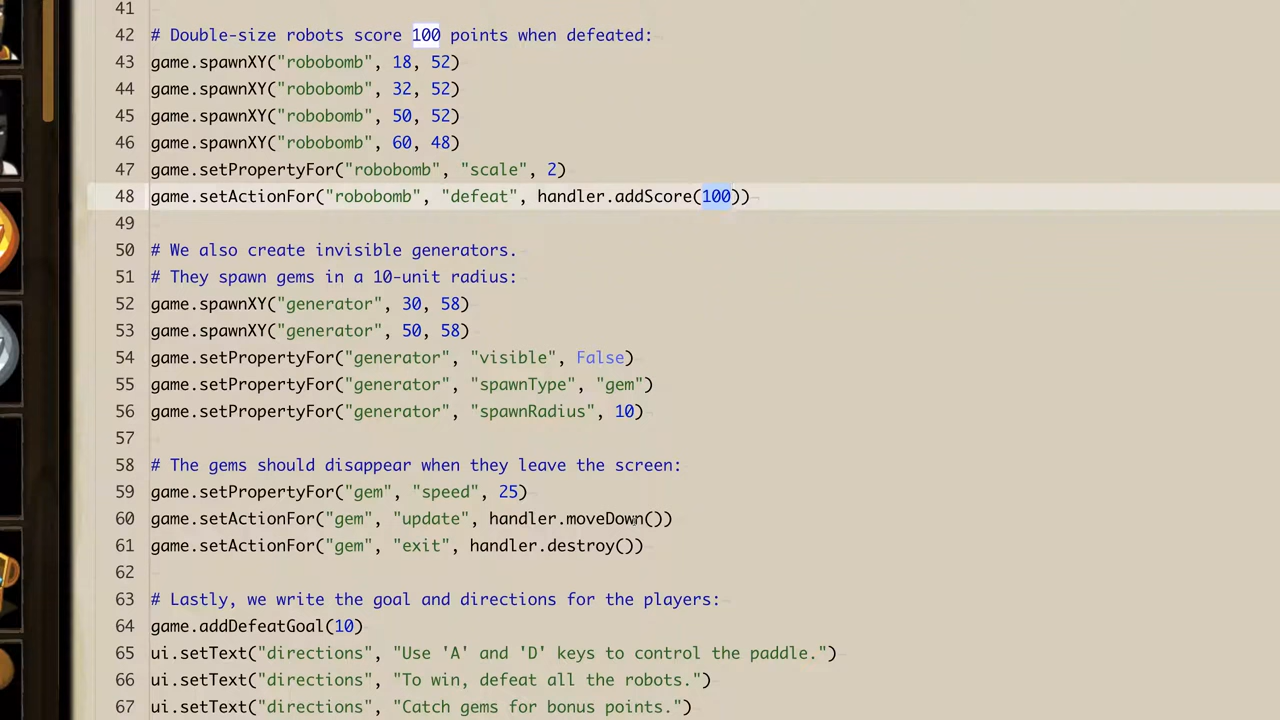 41
42 # Double-size robots score 100 points when defeated:
43 game.spawnXY("robobomb", 18, 52)
44 game.spawnXY("robobomb", 32, 52)
45 game.spawnXY("robobomb", 50, 52)
46 game.spawnXY("robobomb", 60, 48)
47 game.setPropertyFor("robobomb", "scale", 2)
48 game.setActionFor("robobomb", "defeat", handler.addScore(100))
49
50 # We also create invisible generators.
51 # They spawn gems in a 10-unit radius:
52 game.spawnXY("generator", 30, 58)
53 game.spawnXY("generator", 50, 58)
54 game.setPropertyFor("generator", "visible", False)
55 game.setPropertyFor("generator", "spawnType", "gem")
56 game.setPropertyFor("generator", "spawnRadius", 10)
57
58 # The gems should disappear when they leave the screen:
59 game.setPropertyFor("gem", "speed", 25)
60 game.setActionFor("gem", "update", handler.moveDown())
61 game.setActionFor("gem", "exit", handler.destroy())
62
63 # Lastly, we write the goal and directions for the players:
64 game.addDefeatGoal(10)
65 ui.setText("directions", "Use 'A' and 'D' keys to control the paddle.")
66 ui.setText("directions", "To win, defeat all the robots.")
67 ui.setText("directions", "Catch gems for bonus points.")